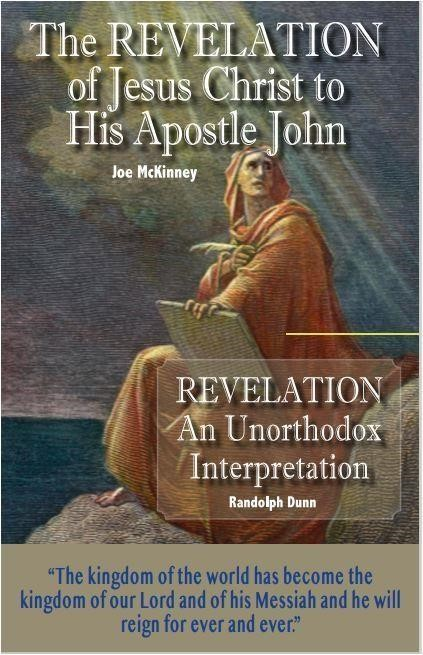 The REVELATION
of Jesus Christ to
His Apostle John
Joe McKinney
REVELATION
An Unorthodox
Interpretation
Randolph Dunn
“The kingdom of the world has become the
kingdom of our Lord and of his Messiah and he will
reign for ever and ever.”